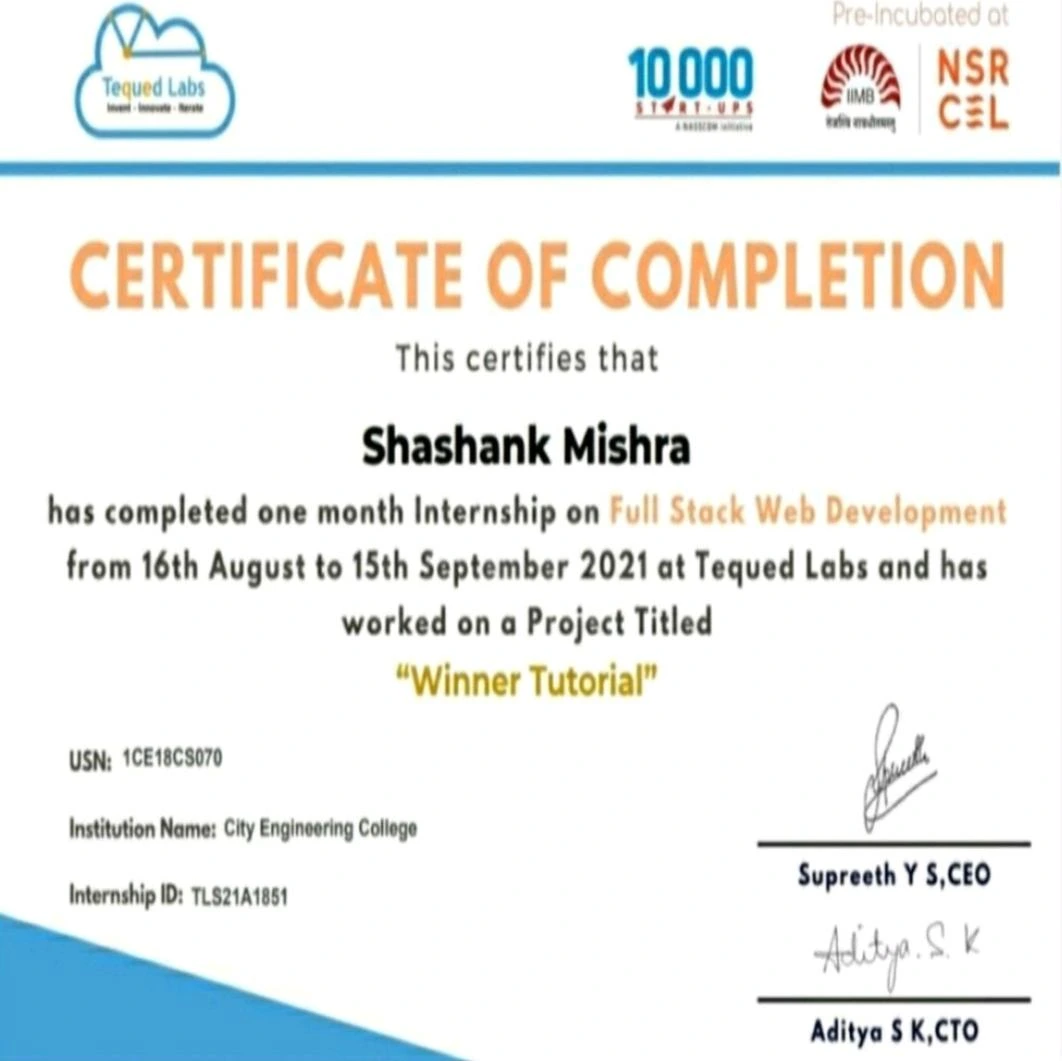 Tequed Labs
Invent - Innovate - Iterate
10 000
START-UPS
A NASSCOM initiative
Pre-Incubated at
IIMB
NSR
CEL
CERTIFICATE OF COMPLETION
This certifies that
Shashank Mishra
has completed one month Internship on Full Stack Web Development
from 16th August to 15th September 2021 at Tequed Labs and has
worked on a Project Titled
“Winner Tutorial”
USN: 1CE18CS070
Institution Name: City Engineering College
Internship ID: TLS21A1851
Supreeth
Supreeth Y S,CEO
Aditya. S. K
Aditya S K,CTO